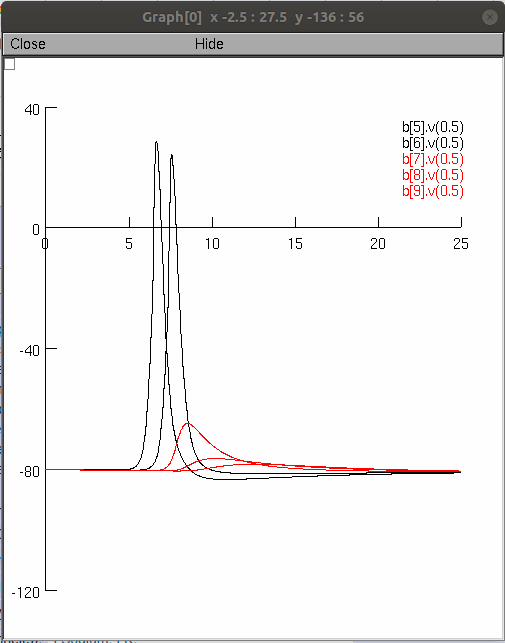 Graph[0] x -2.5 : 27.5 y -136 : 56
Close Hide
40
b[5].v(0.5)
b[6].v(0.5)
b[7].v(0.5)
b[8].v(0.5)
b[9].v(0.5)
0
0 5 10 15 20 25
-40
-80
-120